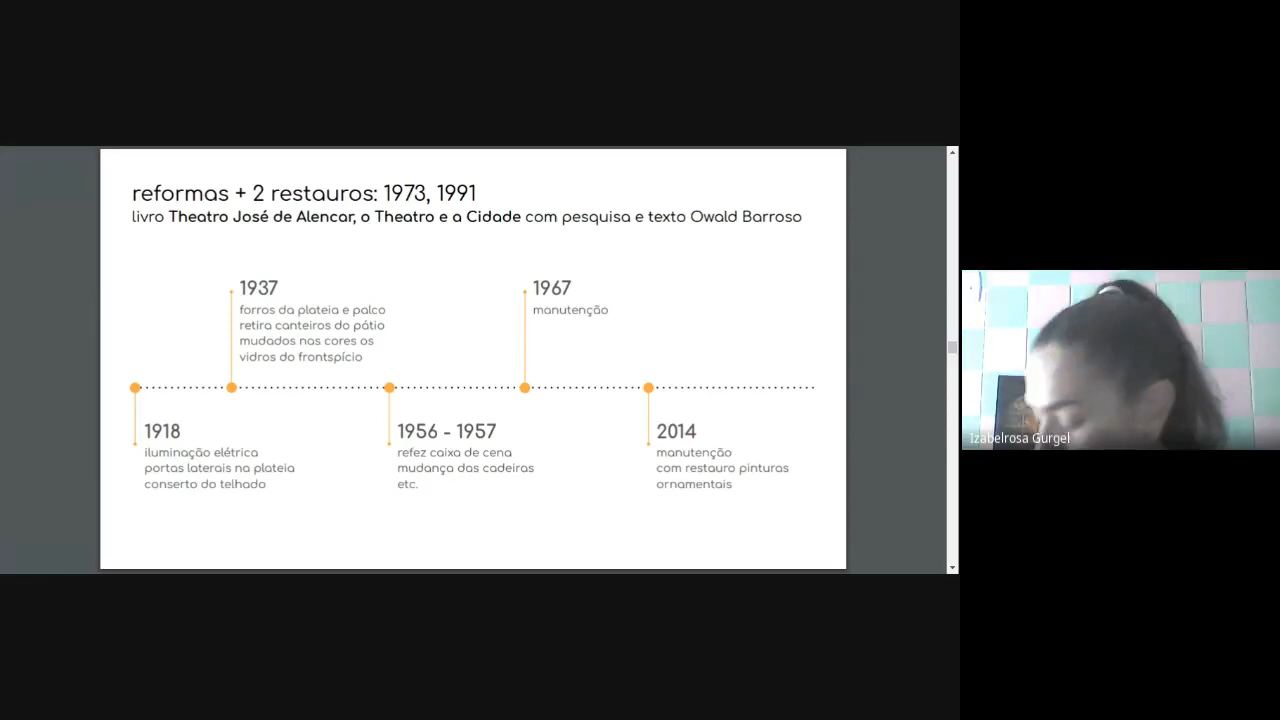 reformas + 2 restauros: 1973, 1991
livro Theatro José de Alencar, o Theatro e a Cidade com pesquisa e texto Owald Barroso
1937
forros da plateia e palco
retira canteiros do pátio
mudados nas cores os
vidros do frontspício
1967
manutenção
1918
iluminação elétrica
portas laterais na plateia
conserto do telhado
1956 - 1957
refez caixa de cena
mudança das cadeiras
etc.
2014
manutenção
com restauro pinturas
ornamentais
Izabelrosa Gurgel